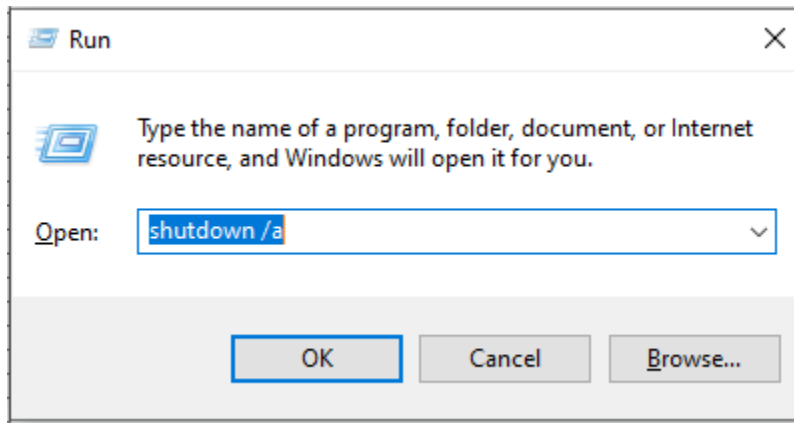 Run
Type the name of a program, folder, document, or Internet
resource, and Windows will open it for you.
Open: shutdown /a
OK Cancel Browse...